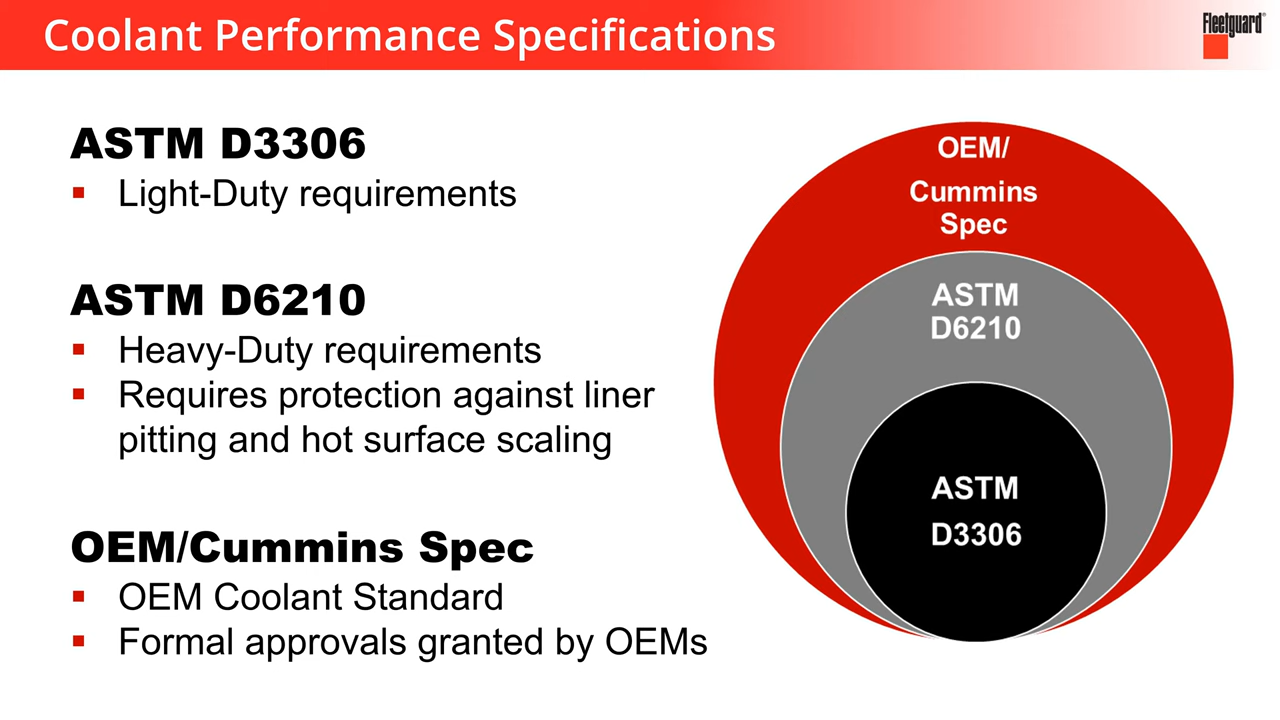 Coolant Performance Specifications
Fleetguard®
ASTM D3306
▪ Light-Duty requirements
ASTM D6210
▪ Heavy-Duty requirements
▪ Requires protection against liner
pitting and hot surface scaling
OEM/Cummins Spec
▪ OEM Coolant Standard
▪ Formal approvals granted by OEMs
OEM/
Cummins
Spec
ASTM
D6210
ASTM
D3306